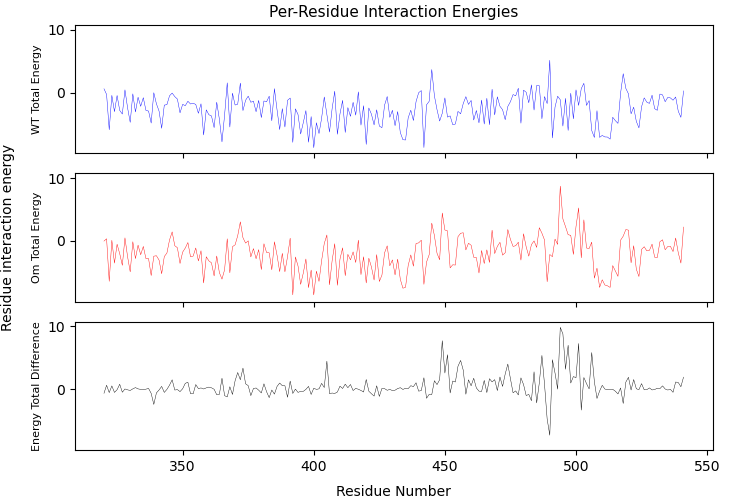 Per-Residue Interaction Energies
10
0
WT Total Energy
10
0
Om Total Energy
Residue interaction energy
10
0
Energy Total Difference
350
400
450
500
550
Residue Number